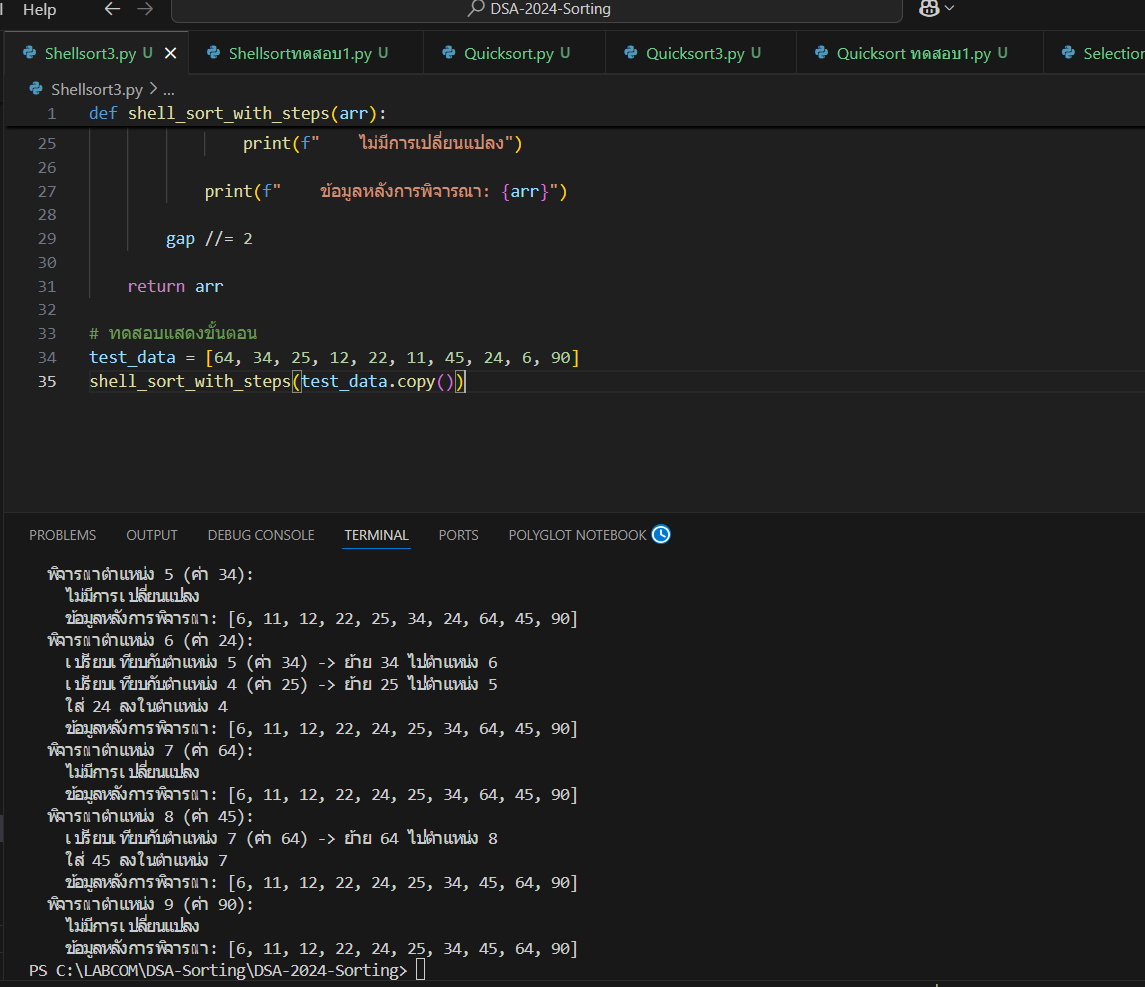 Help
DSA-2024-Sorting
Shellsort3.py U
Shellsortทดสอบ1.py U
Quicksort.py U
Quicksort3.py U
Quicksort ทดสอบ1.py U
Selection
Shellsort3.py > ...
1 def shell_sort_with_steps(arr):
25 print(f"    ไม่มีการเปลี่ยนแปลง")
26
27 print(f"    ข้อมูลหลังการพิจารณา: {arr}")
28
29 gap //= 2
30
31 return arr
32
33 # ทดสอบแสดงขั้นตอน
34 test_data = [64, 34, 25, 12, 22, 11, 45, 24, 6, 90]
35 shell_sort_with_steps(test_data.copy())
PROBLEMS OUTPUT DEBUG CONSOLE TERMINAL PORTS POLYGLOT NOTEBOOK
พิจารณาตำแหน่ง 5 (ค่า 34):
ไม่มีการเปลี่ยนแปลง
ข้อมูลหลังการพิจารณา: [6, 11, 12, 22, 25, 34, 24, 64, 45, 90]
พิจารณาตำแหน่ง 6 (ค่า 24):
เปรียบเทียบกับตำแหน่ง 5 (ค่า 34) -> ย้าย 34 ไปตำแหน่ง 6
เปรียบเทียบกับตำแหน่ง 4 (ค่า 25) -> ย้าย 25 ไปตำแหน่ง 5
ใส่ 24 ลงในตำแหน่ง 4
ข้อมูลหลังการพิจารณา: [6, 11, 12, 22, 24, 25, 34, 64, 45, 90]
พิจารณาตำแหน่ง 7 (ค่า 64):
ไม่มีการเปลี่ยนแปลง
ข้อมูลหลังการพิจารณา: [6, 11, 12, 22, 24, 25, 34, 64, 45, 90]
พิจารณาตำแหน่ง 8 (ค่า 45):
เปรียบเทียบกับตำแหน่ง 7 (ค่า 64) -> ย้าย 64 ไปตำแหน่ง 8
ใส่ 45 ลงในตำแหน่ง 7
ข้อมูลหลังการพิจารณา: [6, 11, 12, 22, 24, 25, 34, 45, 64, 90]
พิจารณาตำแหน่ง 9 (ค่า 90):
ไม่มีการเปลี่ยนแปลง
ข้อมูลหลังการพิจารณา: [6, 11, 12, 22, 24, 25, 34, 45, 64, 90]
PS C:\LABCOM\DSA-Sorting\DSA-2024-Sorting>